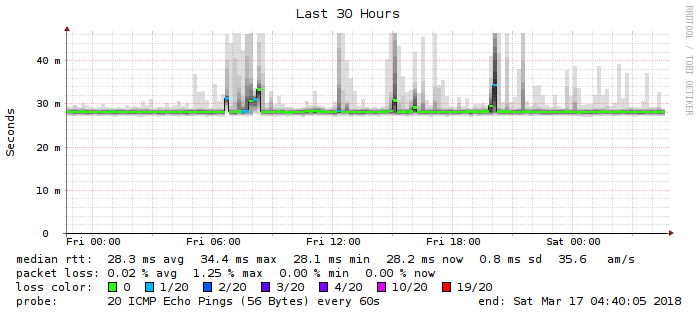 Last 30 Hours
RRDTOOL / TOBI OETIKER
Seconds
40 m
30 m
20 m
10 m
0
Fri 00:00 Fri 06:00 Fri 12:00 Fri 18:00 Sat 00:00
median rtt: 28.3 ms avg 34.4 ms max 28.1 ms min 28.2 ms now 0.8 ms sd 35.6 am/s
packet loss: 0.02 % avg 1.25 % max 0.00 % min 0.00 % now
loss color: 0 1/20 2/20 3/20 4/20 10/20 19/20
probe: 20 ICMP Echo Pings (56 Bytes) every 60s end: Sat Mar 17 04:40:05 2018